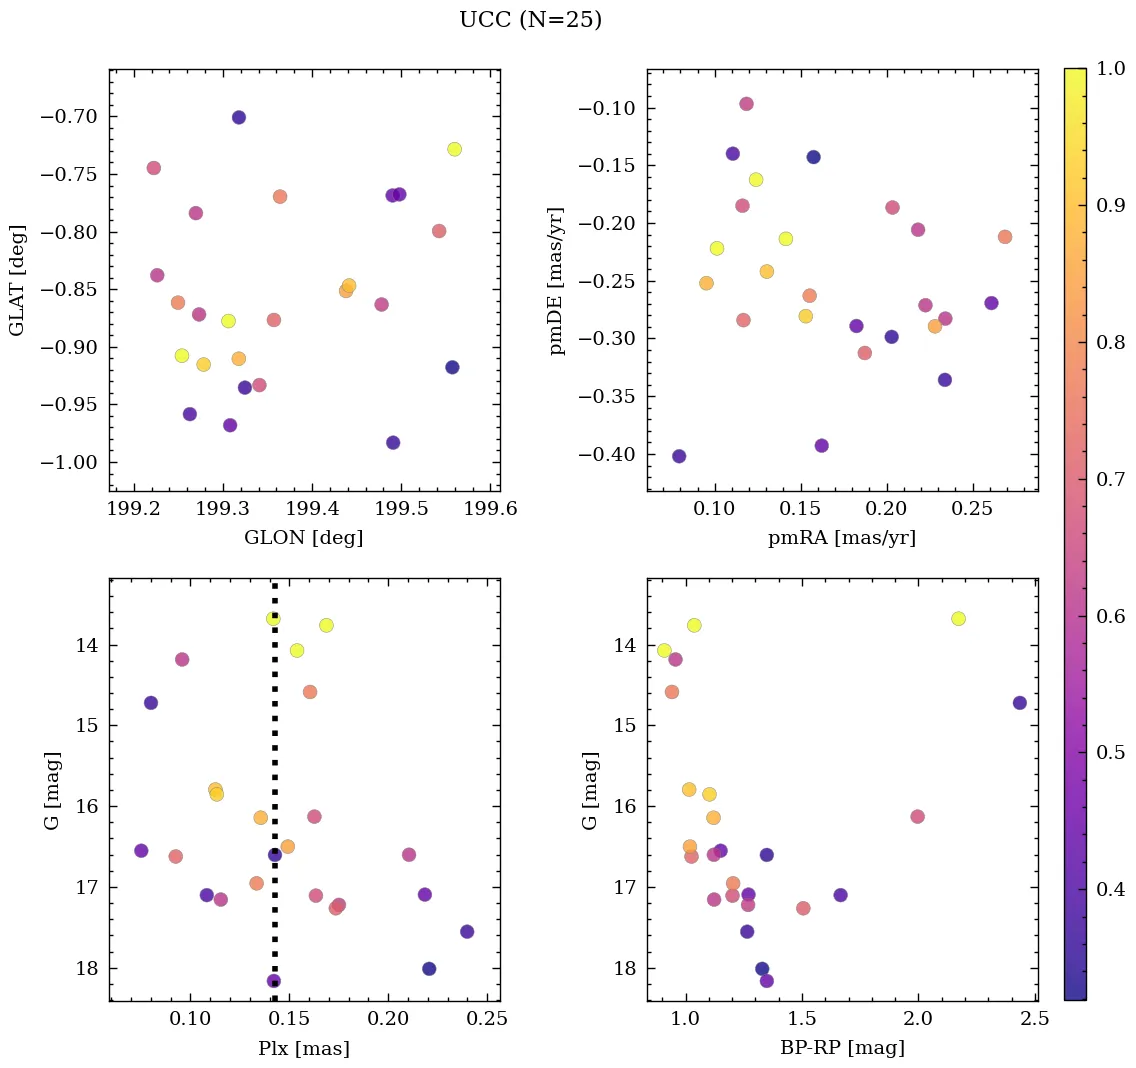 UCC (N=25)
−0.70
−0.75
−0.80
−0.85
−0.90
−0.95
−1.00
GLAT [deg]
199.2 199.3 199.4 199.5 199.6
GLON [deg]
−0.10
−0.15
−0.20
−0.25
−0.30
−0.35
−0.40
pmDE [mas/yr]
0.10 0.15 0.20 0.25
pmRA [mas/yr]
14
15
16
17
18
G [mag]
0.10 0.15 0.20 0.25
Plx [mas]
14
15
16
17
18
G [mag]
1.0 1.5 2.0 2.5
BP-RP [mag]
1.0
0.9
0.8
0.7
0.6
0.5
0.4